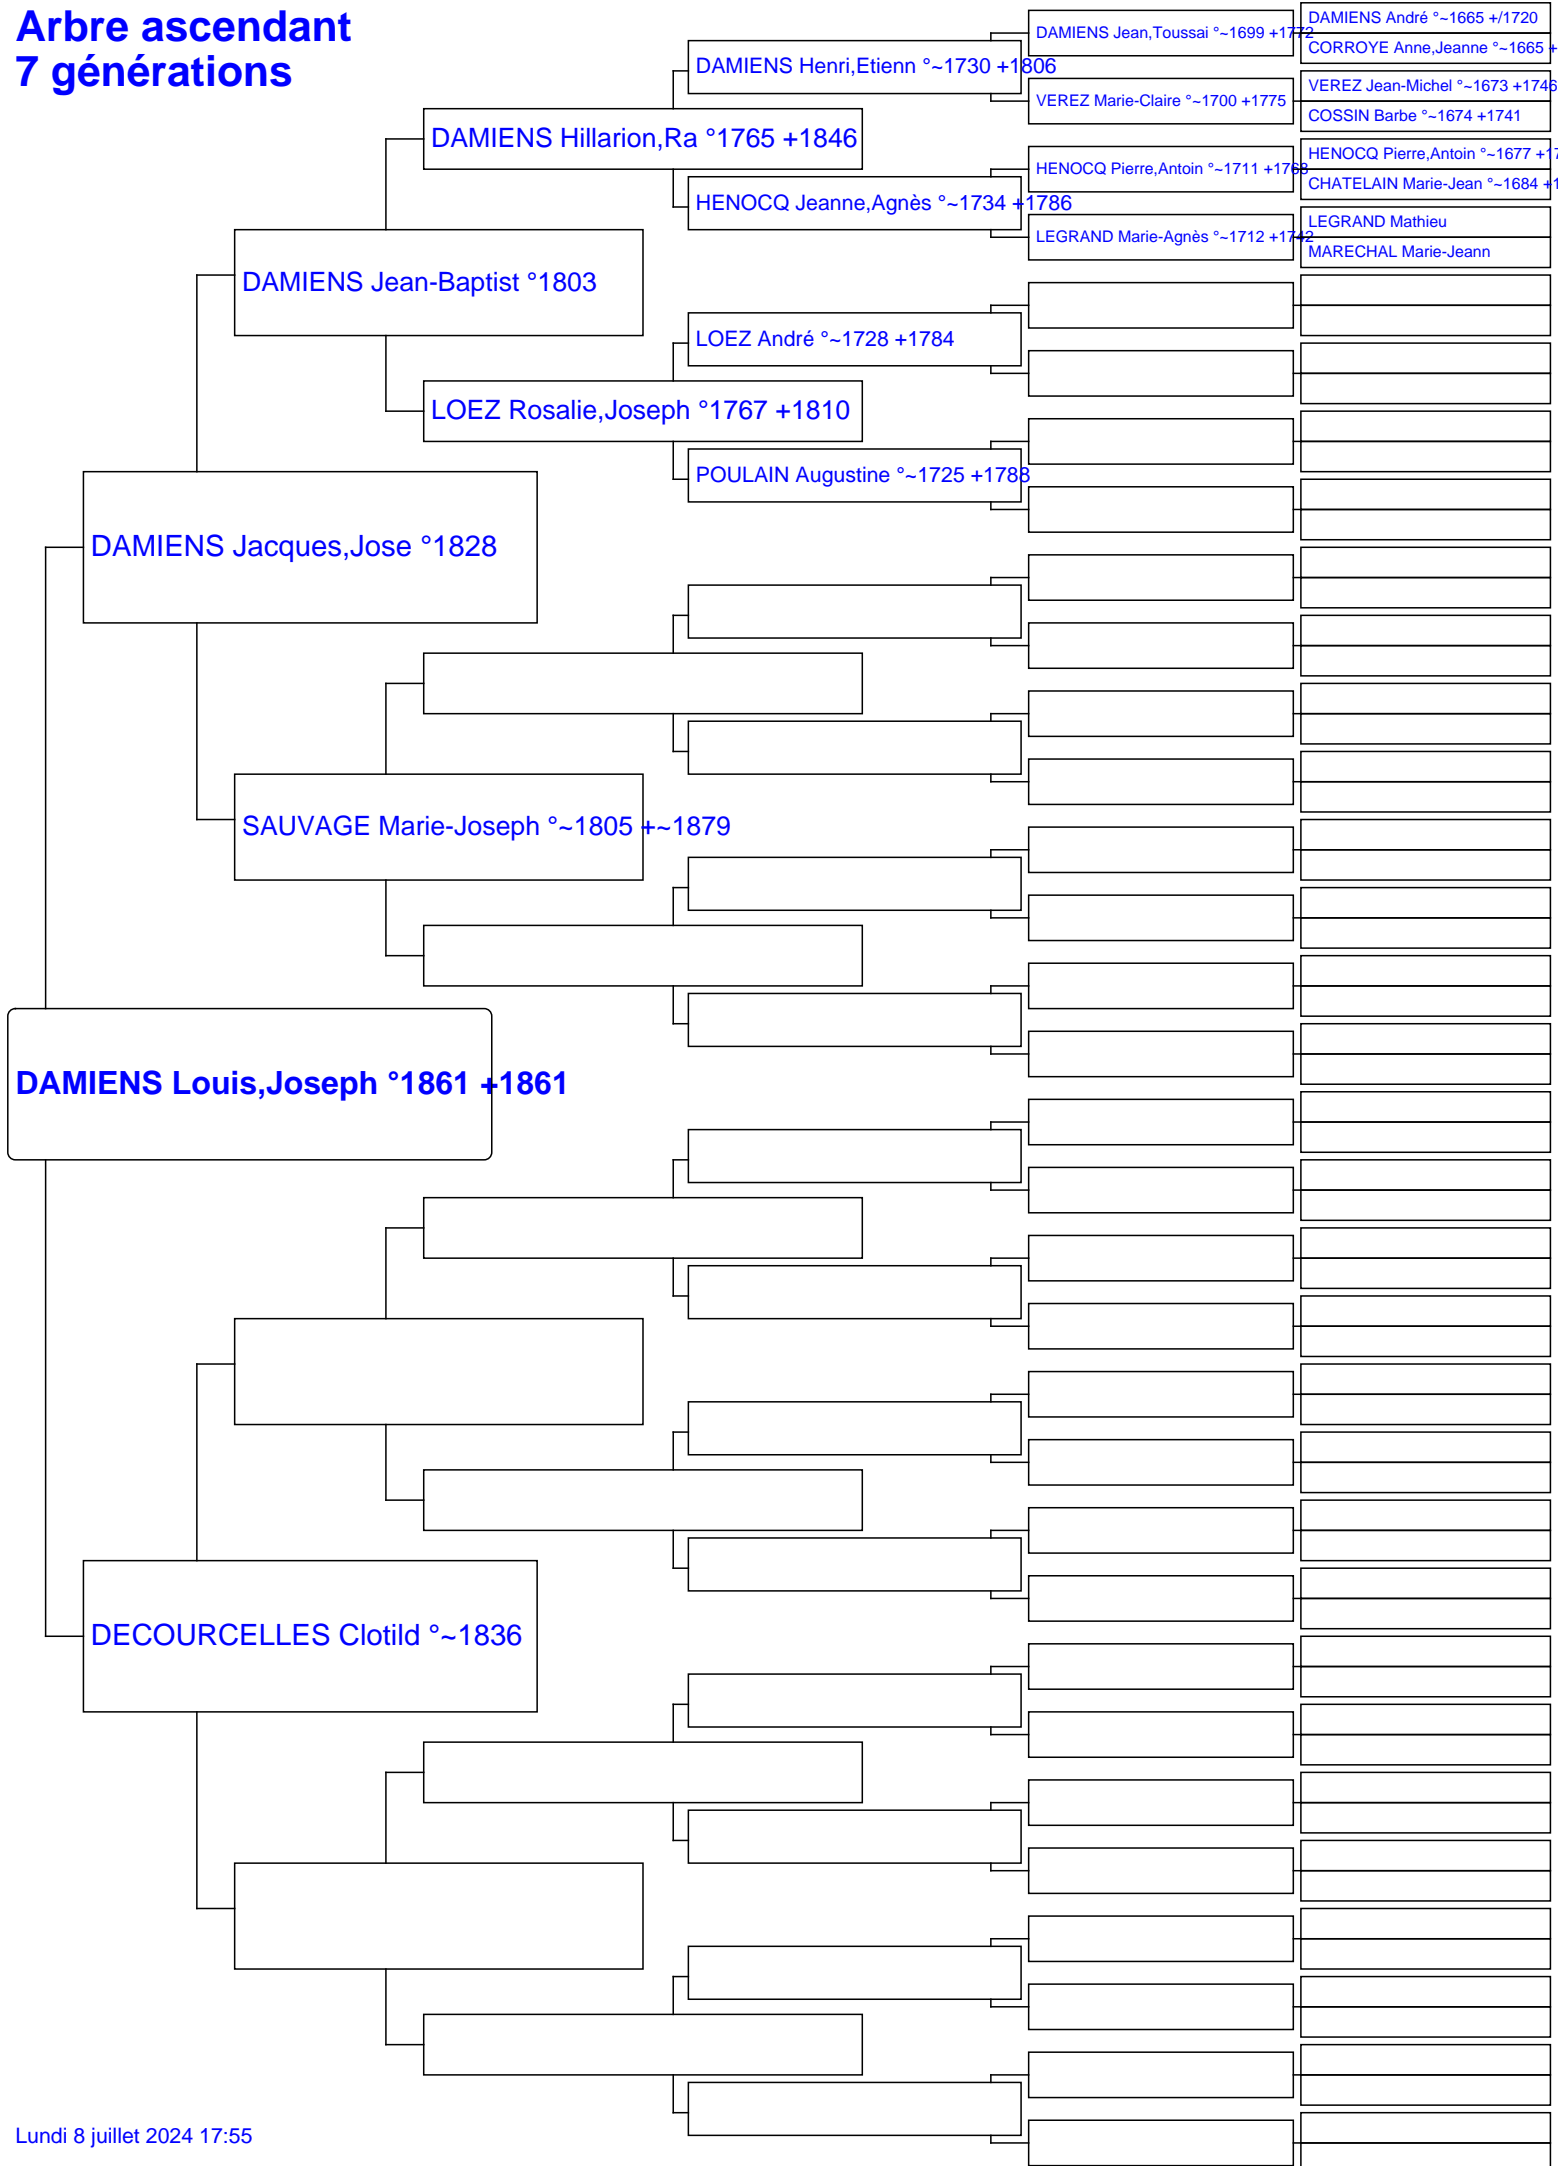 Arbre ascendant
7 générations
DAMIENS Louis,Joseph °1861 +1861
DAMIENS Jacques,Jose °1828
DECOURCELLES Clotild °~1836
DAMIENS Jean-Baptist °1803
SAUVAGE Marie-Joseph °~1805 +~1879
DAMIENS Hillarion,Ra °1765 +1846
LOEZ Rosalie,Joseph °1767 +1810
DAMIENS Henri,Etienn °~1730 +1806
HENOCQ Jeanne,Agnès °~1734 +1786
LOEZ André °~1728 +1784
POULAIN Augustine °~1725 +1788
DAMIENS Jean,Toussai °~1699 +1772
VEREZ Marie-Claire °~1700 +1775
HENOCQ Pierre,Antoin °~1711 +1768
LEGRAND Marie-Agnès °~1712 +1742
DAMIENS André °~1665 +/1720
CORROYE Anne,Jeanne °~1665 +
VEREZ Jean-Michel °~1673 +1746
COSSIN Barbe °~1674 +1741
HENOCQ Pierre,Antoin °~1677 +17
CHATELAIN Marie-Jean °~1684 +1
LEGRAND Mathieu
MARECHAL Marie-Jeann
Lundi 8 juillet 2024 17:55